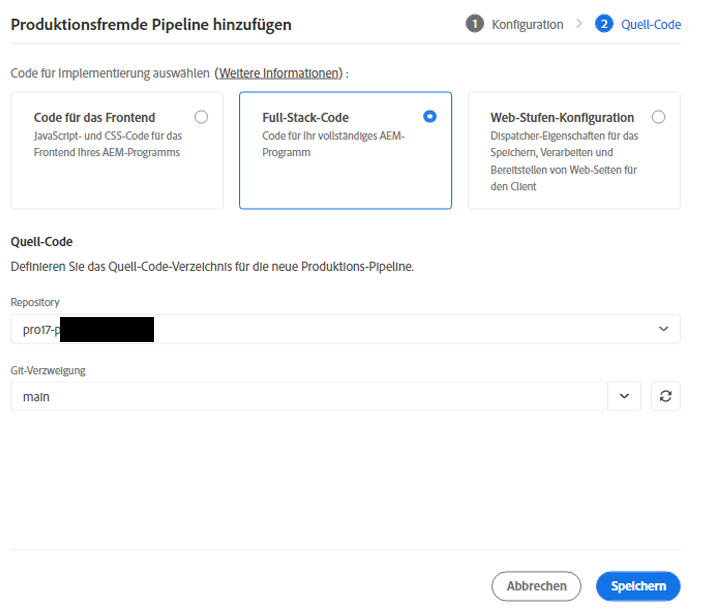 Produktionsfremde Pipeline hinzufügen
1 Konfiguration > 2 Quell-Code
Code für Implementierung auswählen (Weitere Informationen) :
Code für das Frontend
JavaScript- und CSS-Code für das
Frontend Ihres AEM-Programms
Full-Stack-Code
Code für Ihr vollständiges AEM-
Programm
Web-Stufen-Konfiguration
Dispatcher-Eigenschaften für das
Speichern, Verarbeiten und
Bereitstellen von Web-Seiten für
den Client
Quell-Code
Definieren Sie das Quell-Code-Verzeichnis für die neue Produktions-Pipeline.
Repository
pro17-p
Git-Verzweigung
main
Abbrechen
Speichern